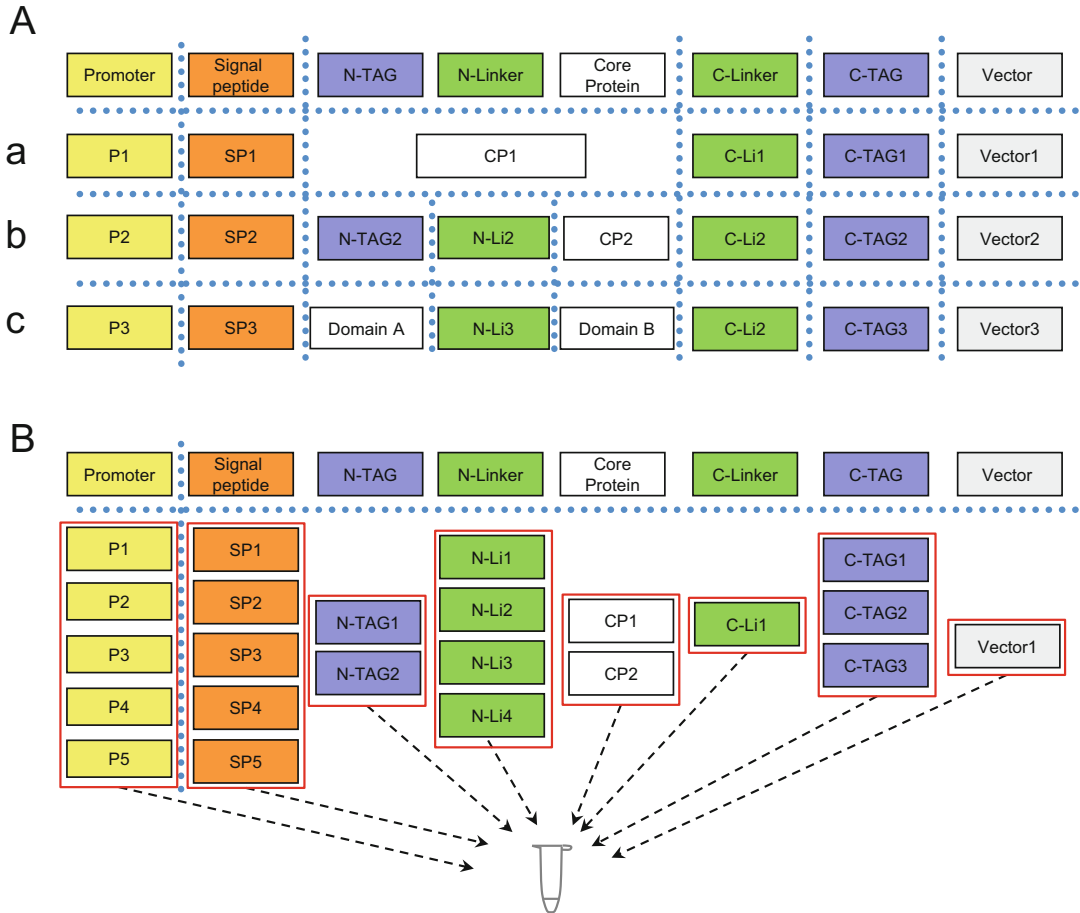 A
Promoter Signal peptide N-TAG N-Linker Core Protein C-Linker C-TAG Vector
a P1 SP1 CP1 C-Li1 C-TAG1 Vector1
b P2 SP2 N-TAG2 N-Li2 CP2 C-Li2 C-TAG2 Vector2
c P3 SP3 Domain A N-Li3 Domain B C-Li2 C-TAG3 Vector3
B
Promoter Signal peptide N-TAG N-Linker Core Protein C-Linker C-TAG Vector
P1
P2
P3
P4
P5
SP1
SP2
SP3
SP4
SP5
N-TAG1
N-TAG2
N-Li1
N-Li2
N-Li3
N-Li4
CP1
CP2
C-Li1
C-TAG1
C-TAG2
C-TAG3
Vector1